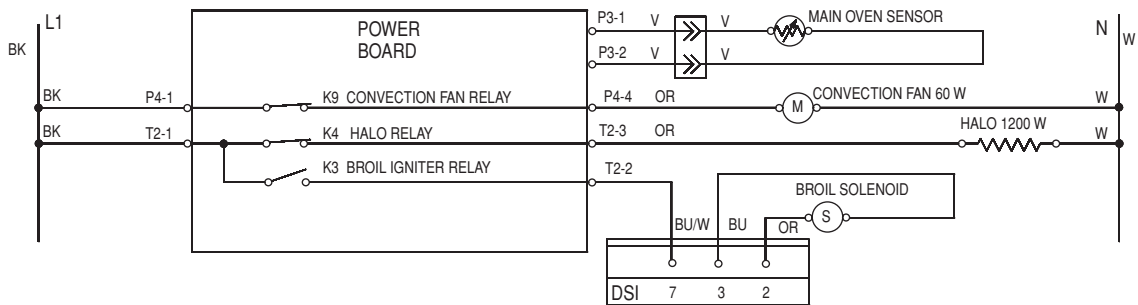 L1
BK
POWER
BOARD
P3-1 V V MAIN OVEN SENSOR
N
W
P3-2 V V
BK P4-1 K9 CONVECTION FAN RELAY P4-4 OR M CONVECTION FAN 60 W W
BK T2-1 K4 HALO RELAY T2-3 OR HALO 1200 W W
K3 BROIL IGNITER RELAY T2-2
BROIL SOLENOID
BU/W BU OR S
DSI 7 3 2